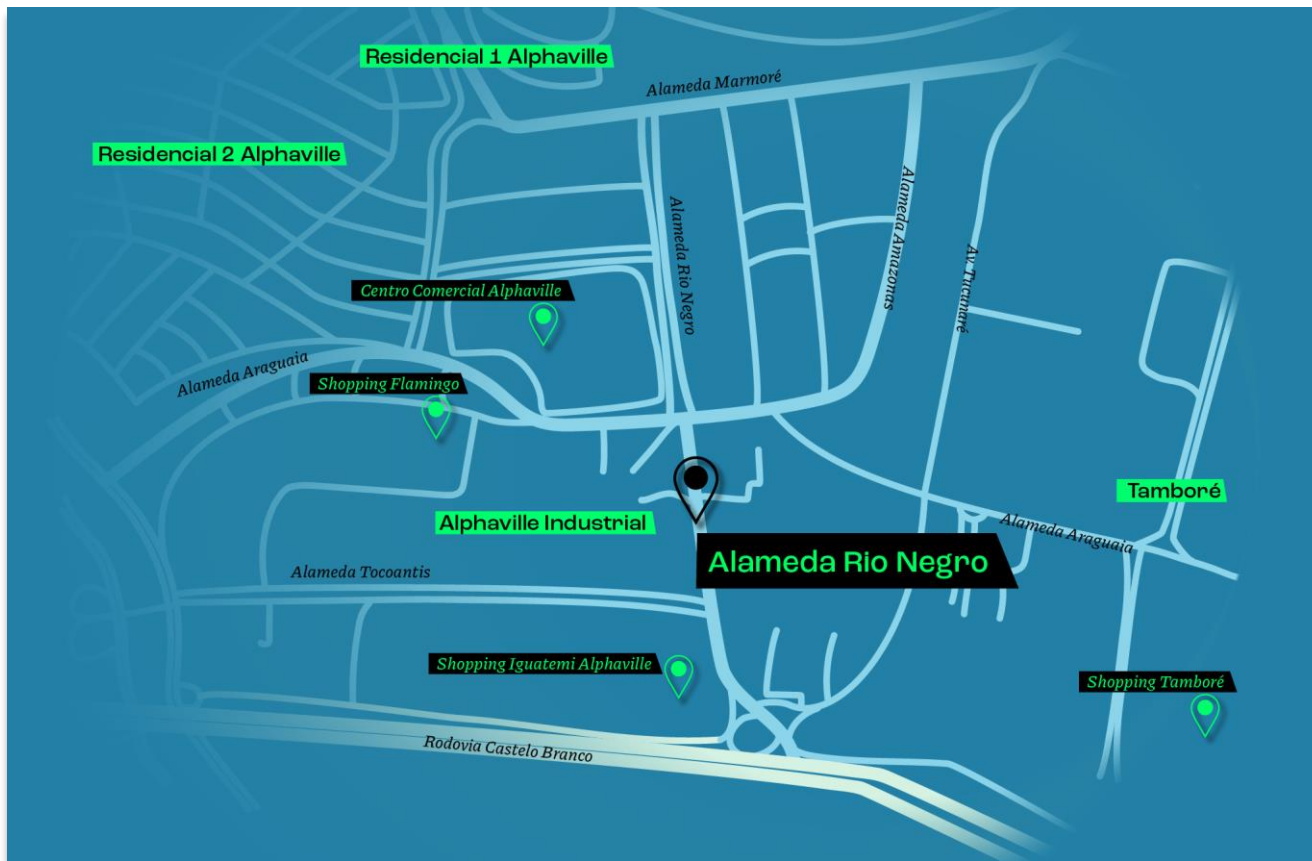 Residencial 1 Alphaville
Alameda Marmoré
Residencial 2 Alphaville
Alameda Rio Negro
Alameda Amazonas
Av. Tucunaré
Centro Comercial Alphaville
Alameda Araguaia
Shopping Flamingo
Tamboré
Alphaville Industrial
Alameda Araguaia
Alameda Rio Negro
Alameda Tocoantis
Shopping Iguatemi Alphaville
Shopping Tamboré
Rodovia Castelo Branco